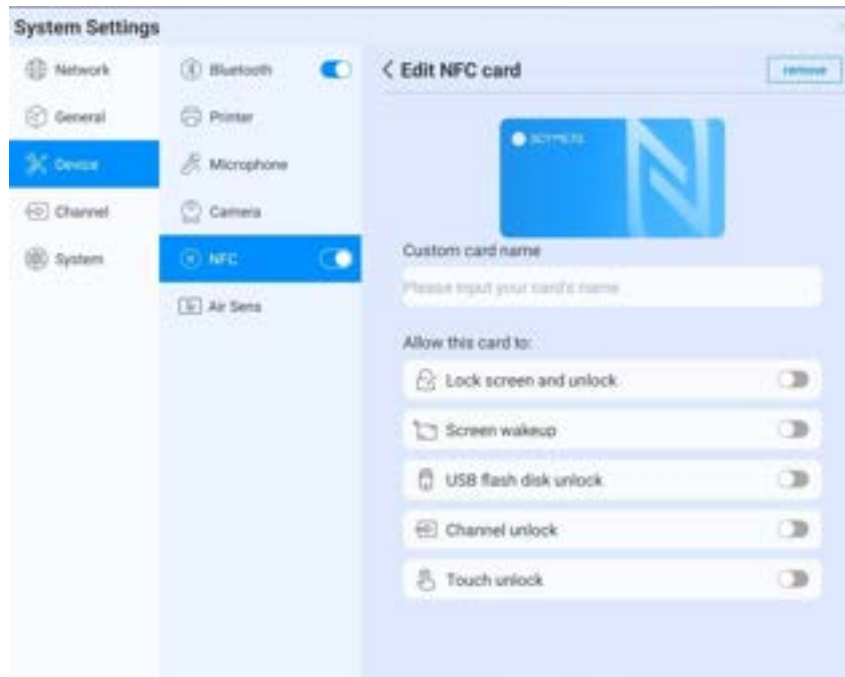 System Settings
Network
General
Device
Channel
System
Bluetooth
Printer
Microphone
Camera
NFC
Air Sens
Edit NFC card
remove
Custom card name
Please input your card's name
Allow this card to:
Lock screen and unlock
Screen wakeup
USB flash disk unlock
Channel unlock
Touch unlock